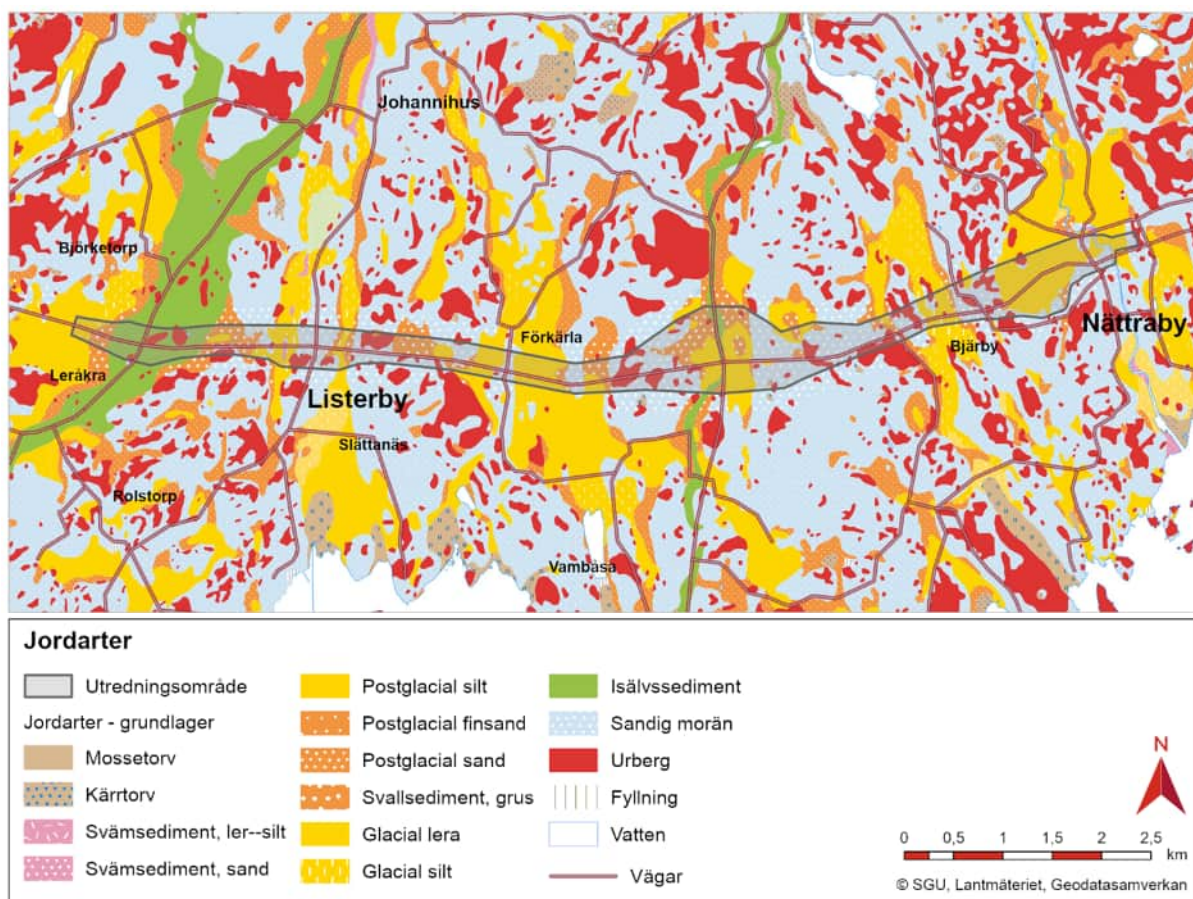 Johannihus
Björketorp
Förkärla
Nättraby
Bjärby
Leråkra
Listerby
Slättanäs
Rolstorp
Vambåsa
Jordarter
Utredningsområde
Jordarter - grundlager
Mossetorv
Kärrtorv
Svämsediment, ler--silt
Svämsediment, sand
Postglacial silt
Postglacial finsand
Postglacial sand
Svallsediment, grus
Glacial lera
Glacial silt
Isälvssediment
Sandig morän
Urberg
Fyllning
Vatten
Vägar
N
0 0,5 1 1,5 2 2,5
km
© SGU, Lantmäteriet, Geodatasamverkan